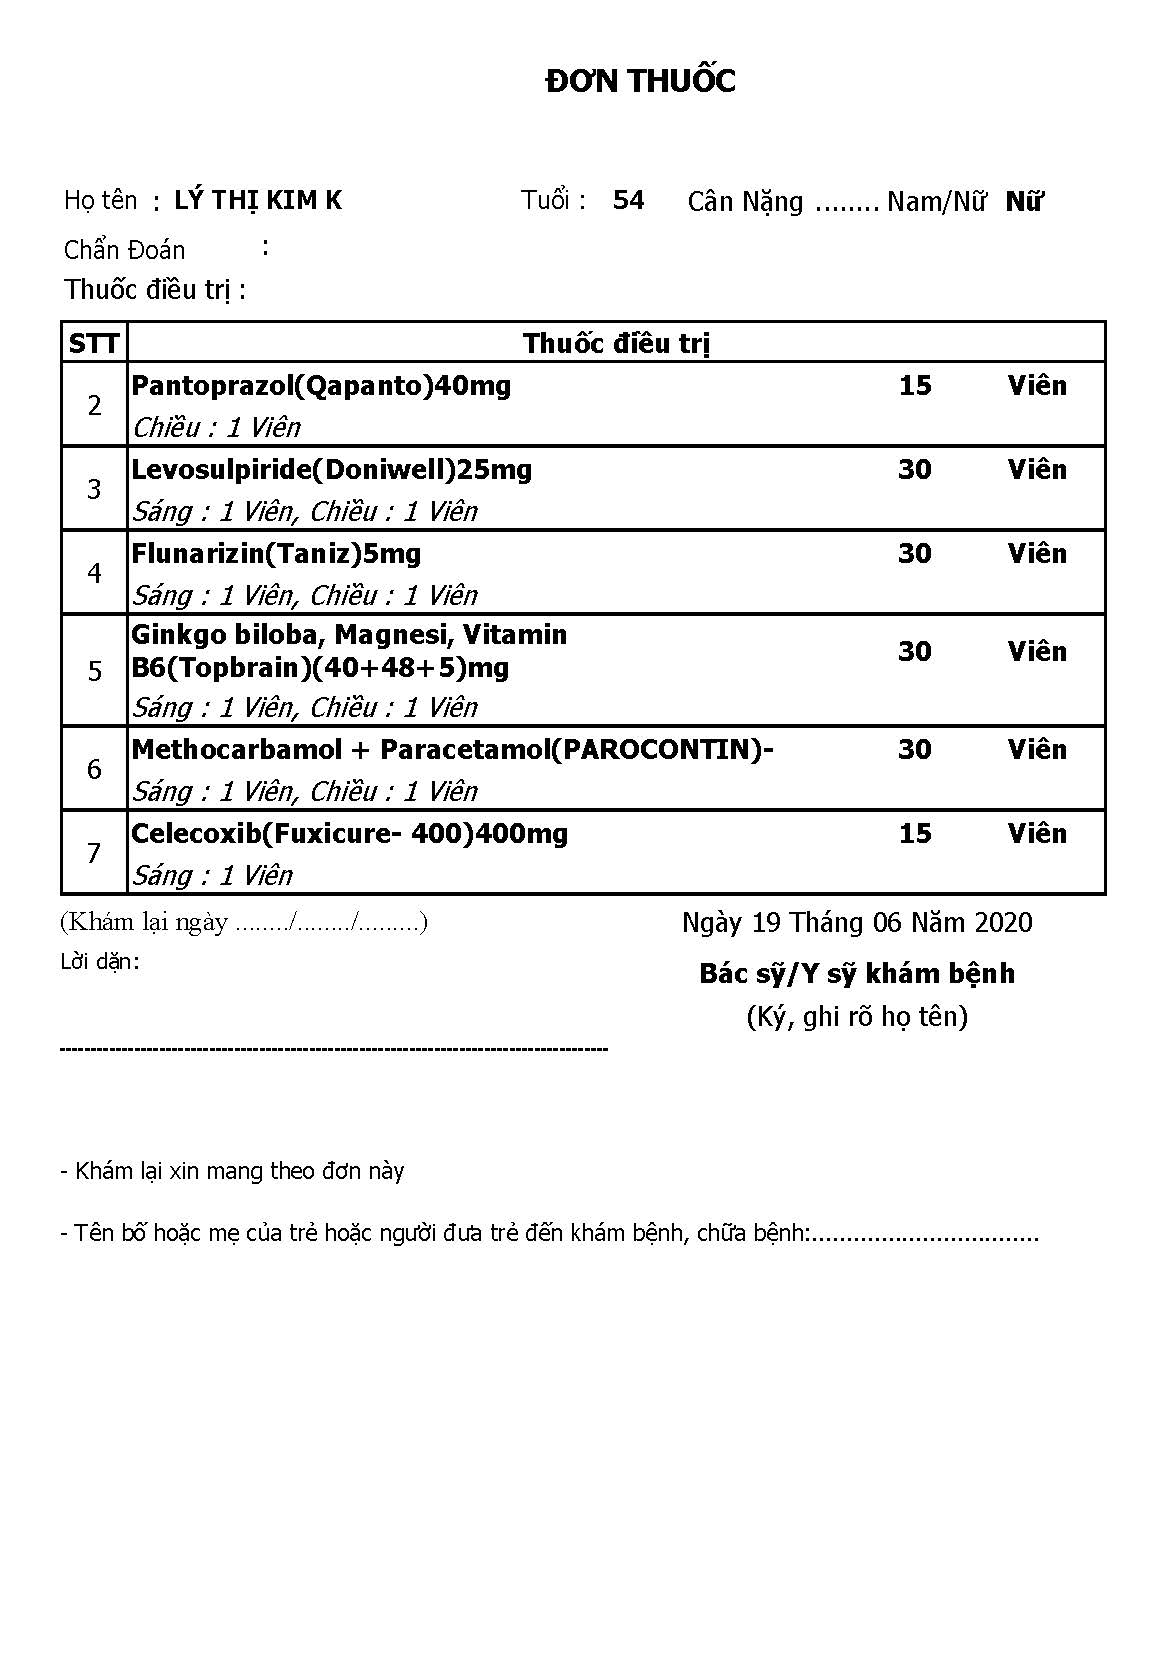 ĐƠN THUỐC
Họ tên : LÝ THỊ KIM K Tuổi : 54 Cân Nặng ........ Nam/Nữ Nữ
Chẩn Đoán :
Thuốc điều trị :
STT Thuốc điều trị
2 Pantoprazol(Qapanto)40mg 15 Viên
Chiều : 1 Viên
3 Levosulpiride(Doniwell)25mg 30 Viên
Sáng : 1 Viên, Chiều : 1 Viên
4 Flunarizin(Taniz)5mg 30 Viên
Sáng : 1 Viên, Chiều : 1 Viên
5 Ginkgo biloba, Magnesi, Vitamin
B6(Topbrain)(40+48+5)mg 30 Viên
Sáng : 1 Viên, Chiều : 1 Viên
6 Methocarbamol + Paracetamol(PAROCONTIN)- 30 Viên
Sáng : 1 Viên, Chiều : 1 Viên
7 Celecoxib(Fuxicure- 400)400mg 15 Viên
Sáng : 1 Viên
(Khám lại ngày ......../......../.........) Ngày 19 Tháng 06 Năm 2020
Lời dặn:
Bác sỹ/Y sỹ khám bệnh
(Ký, ghi rõ họ tên)
- Khám lại xin mang theo đơn này
- Tên bố hoặc mẹ của trẻ hoặc người đưa trẻ đến khám bệnh, chữa bệnh:.................................